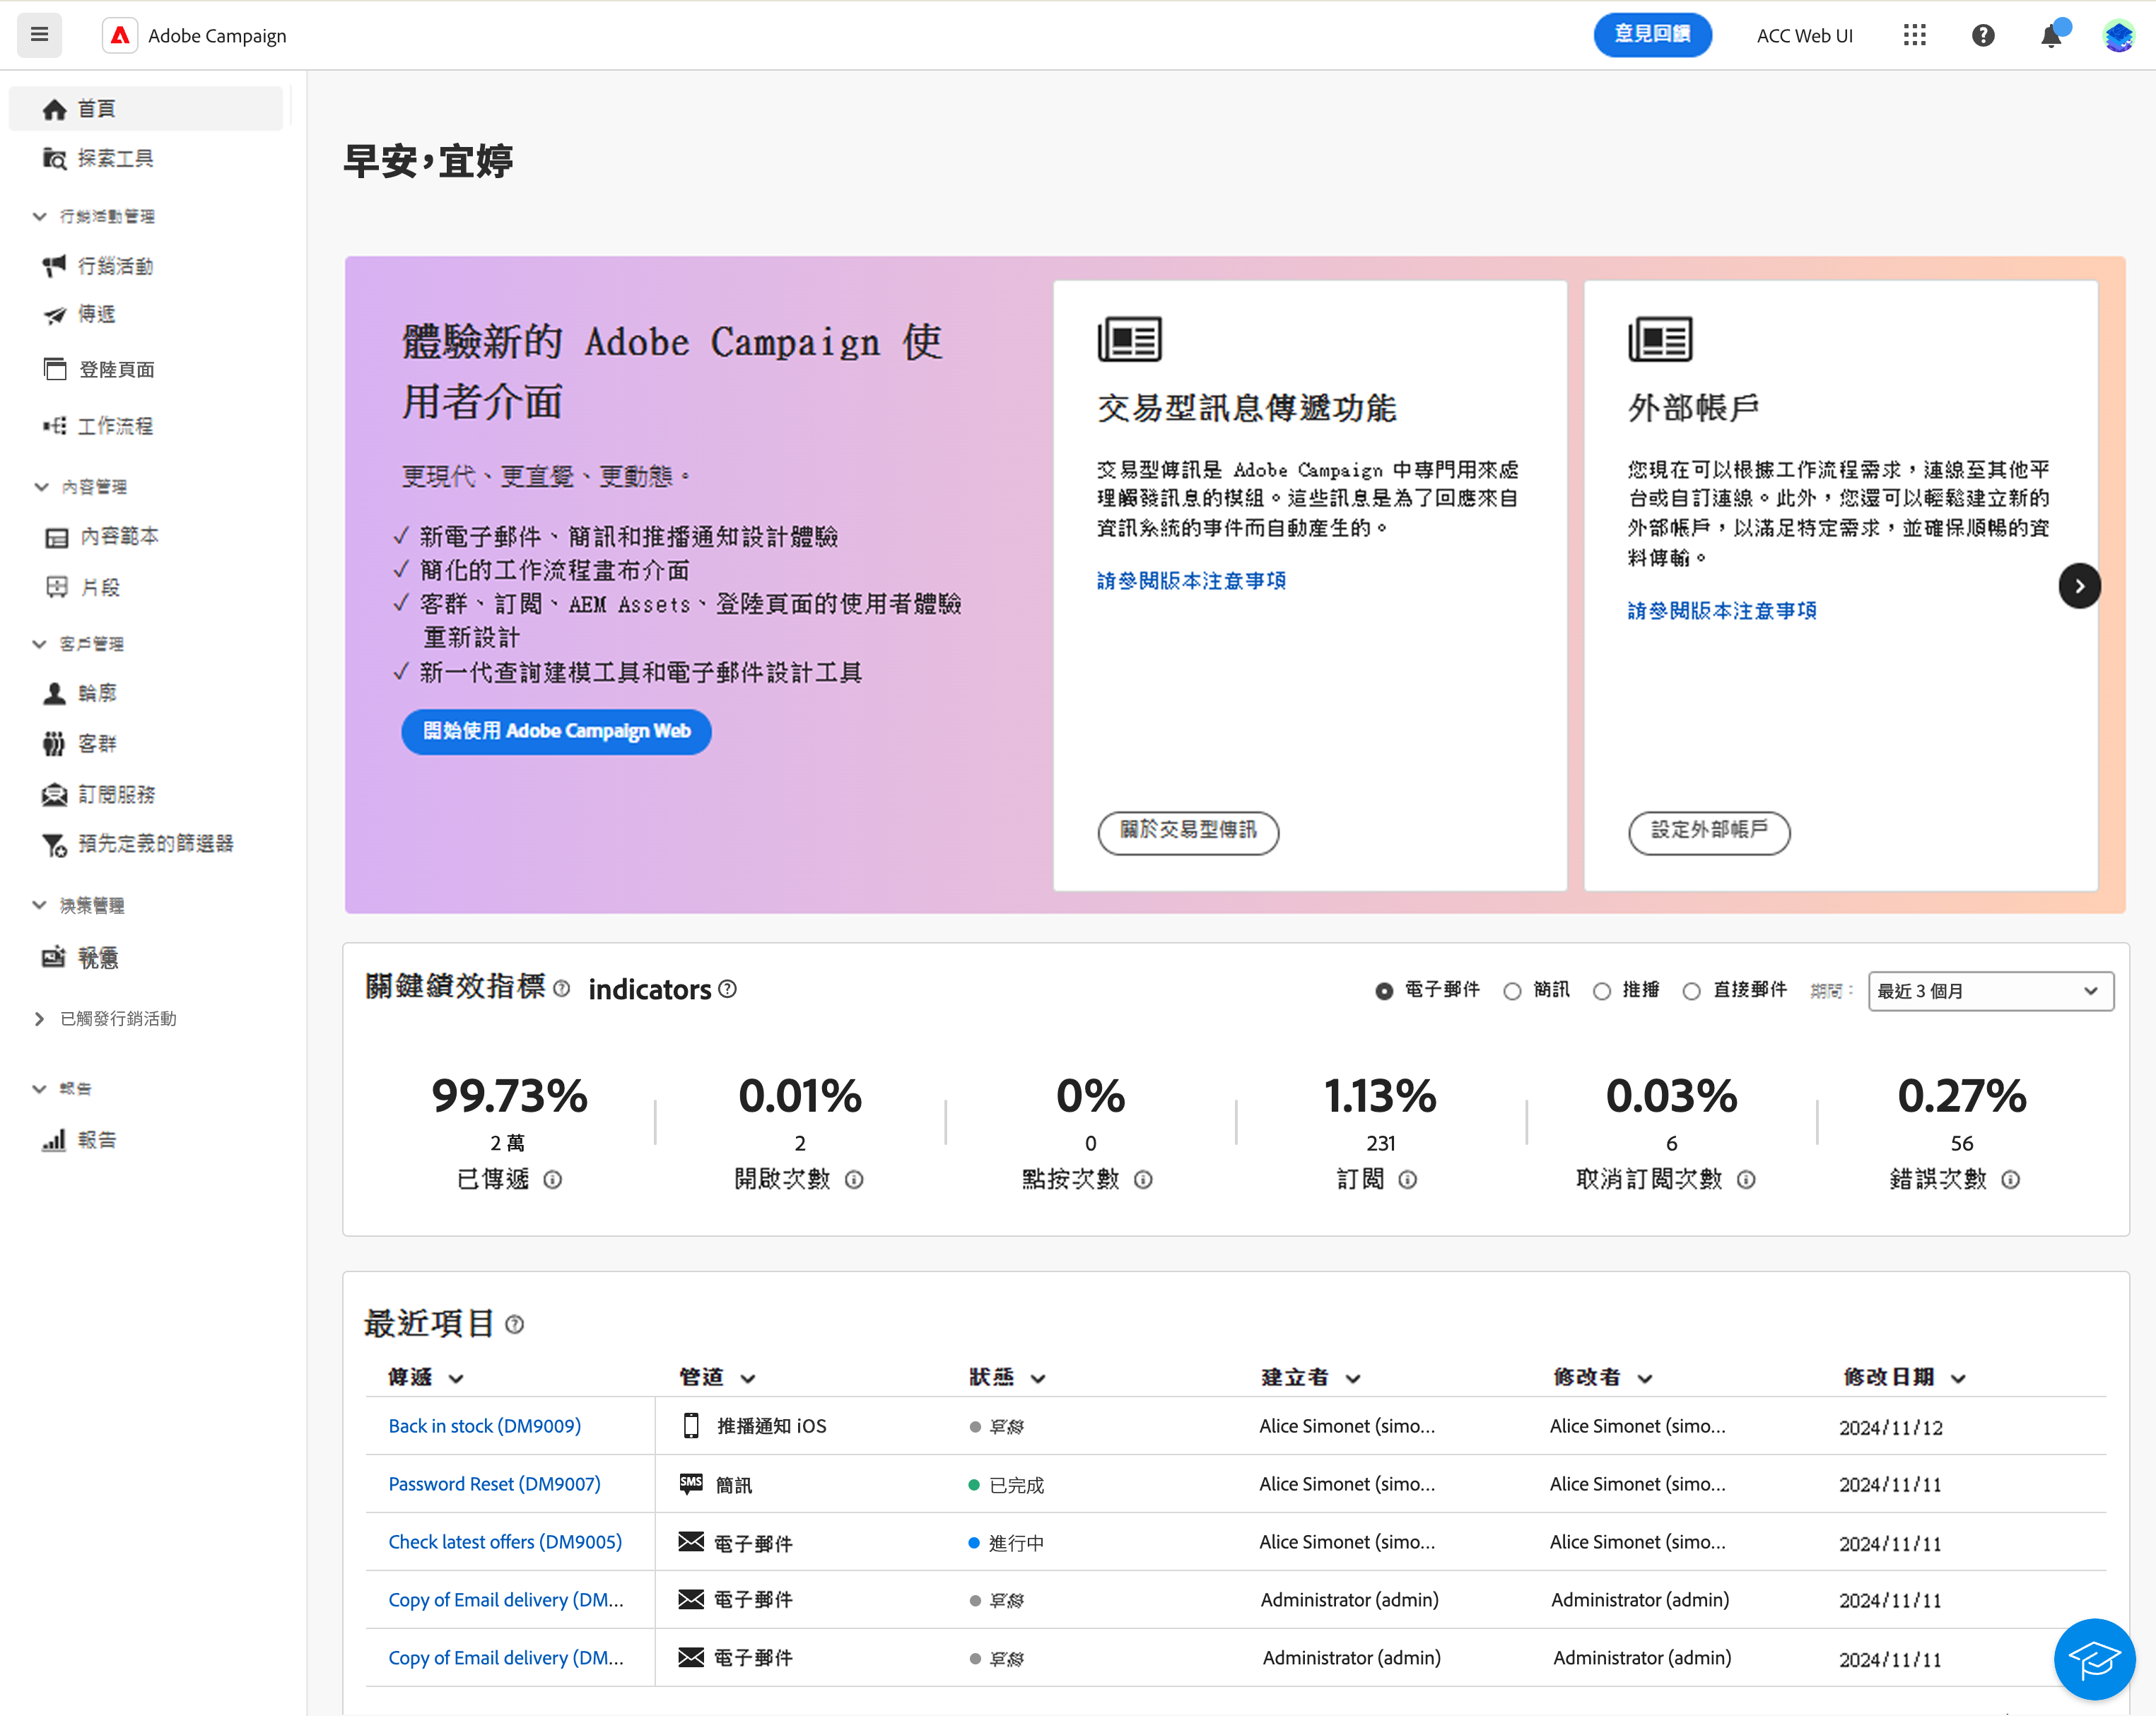 Adobe Campaign
意見回饋
ACC Web UI
首頁
探索工具
行銷活動管理
行銷活動
傳遞
登陸頁面
工作流程
內容管理
內容範本
片段
客戶管理
輪廓
客群
訂閱服務
預先定義的篩選器
決策管理
已觸發行銷活動
報告
報告
早安，宜婷
體驗新的 Adobe Campaign 使
用者介面
更現代、更直覺、更動態。
✓ 新電子郵件、簡訊和推播通知設計體驗
✓ 簡化的工作流程畫布介面
✓ 客群、訂閱、AEM Assets、登陸頁面的使用者體驗
重新設計
✓ 新一代查詢建模工具和電子郵件設計工具
開始使用 Adobe Campaign Web
交易型訊息傳遞功能
交易型傳訊是 Adobe Campaign 中專門用來處
理觸發訊息的模組。這些訊息是為了回應來自
資訊系統的事件而自動產生的。
請參閱版本注意事項
關於交易型傳訊
外部帳戶
您現在可以根據工作流程需求，連線至其他平
台或自訂連線。此外，您還可以輕鬆建立新的
外部帳戶，以滿足特定需求，並確保順暢的資
料傳輸。
請參閱版本注意事項
設定外部帳戶
關鍵績效指標 indicators
電子郵件 簡訊 推播 直接郵件 期間： 最近 3 個月
99.73% 0.01% 0% 1.13% 0.03% 0.27%
2 萬 2 0 231 6 56
已傳遞 開啟次數 點按次數 訂閱 取消訂閱次數 錯誤次數
最近項目
傳遞 管道 狀態 建立者 修改者 修改日期
Back in stock (DM9009) 推播通知 iOS 草稿 Alice Simonet (simo... Alice Simonet (simo... 2024/11/12
Password Reset (DM9007) SMS 簡訊 已完成 Alice Simonet (simo... Alice Simonet (simo... 2024/11/11
Check latest offers (DM9005) 電子郵件 進行中 Alice Simonet (simo... Alice Simonet (simo... 2024/11/11
Copy of Email delivery (DM... 電子郵件 草稿 Administrator (admin) Administrator (admin) 2024/11/11
Copy of Email delivery (DM... 電子郵件 草稿 Administrator (admin) Administrator (admin) 2024/11/11